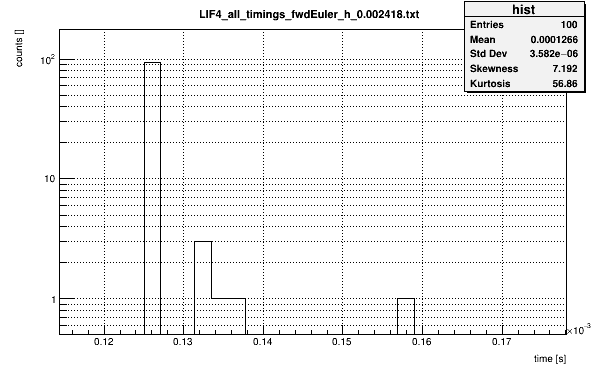 LIF4_all_timings_fwdEuler_h_0.002418.txt
hist
Entries 100
Mean 0.0001266
Std Dev 3.582e−06
Skewness 7.192
Kurtosis 56.86
counts []
10²
10
1
0.12 0.13 0.14 0.15 0.16 0.17
×10⁻³
time [s]